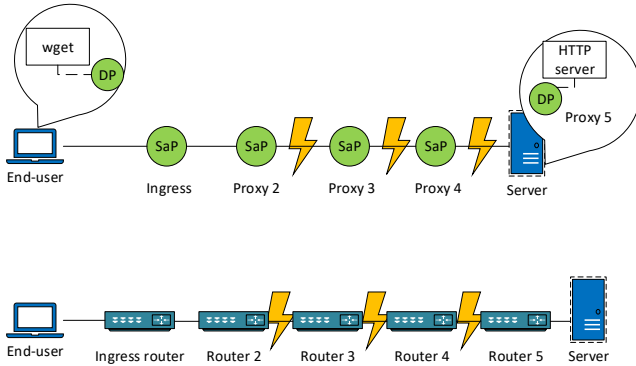 wget
DP
HTTP
server
DP
Proxy 5
SaP
SaP
SaP
SaP
End-user
Ingress
Proxy 2
Proxy 3
Proxy 4
Server
End-user
Ingress router
Router 2
Router 3
Router 4
Router 5
Server